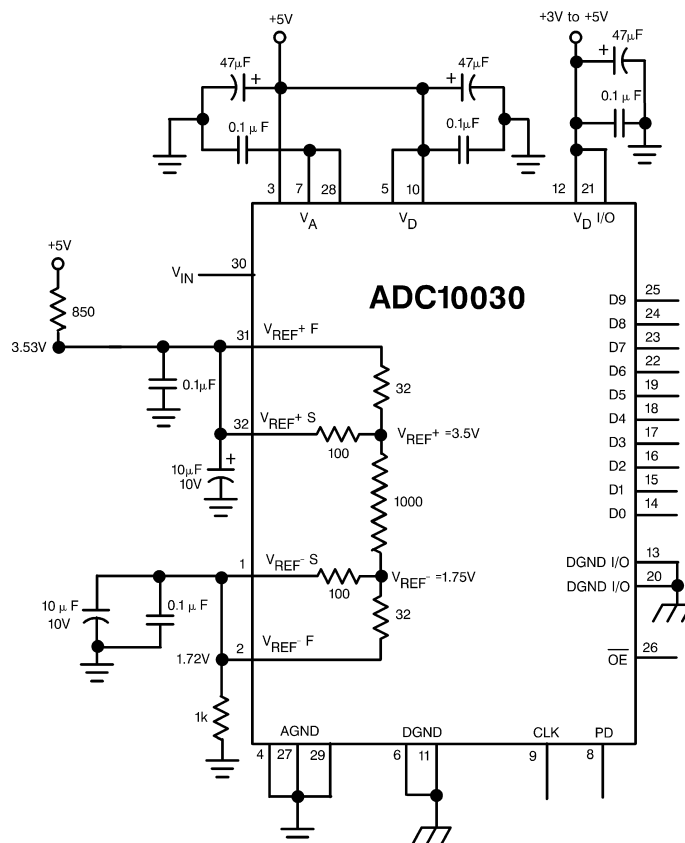 +5V
+3V to +5V
47μF +
+ 47μF
+ 47μF
0.1 μ F
0.1μF
0.1 μ F
3 7 28 5 10 12 21
VA VD VD I/O
+5V
VIN 30
ADC10030
850
3.53V
31 VREF+ F
0.1μF
32
32 VREF+ S
100
VREF+ =3.5V
+
10μF
10V
1000
1 VREF- S
100
VREF- =1.75V
10 μ F
10V
0.1 μ F
32
1.72V
2 VREF- F
1k
D9 25
D8 24
D7 23
D6 22
D5 19
D4 18
D3 17
D2 16
D1 15
D0 14
DGND I/O 13
DGND I/O 20
OE 26
AGND DGND CLK PD
4 27 29 6 11 9 8